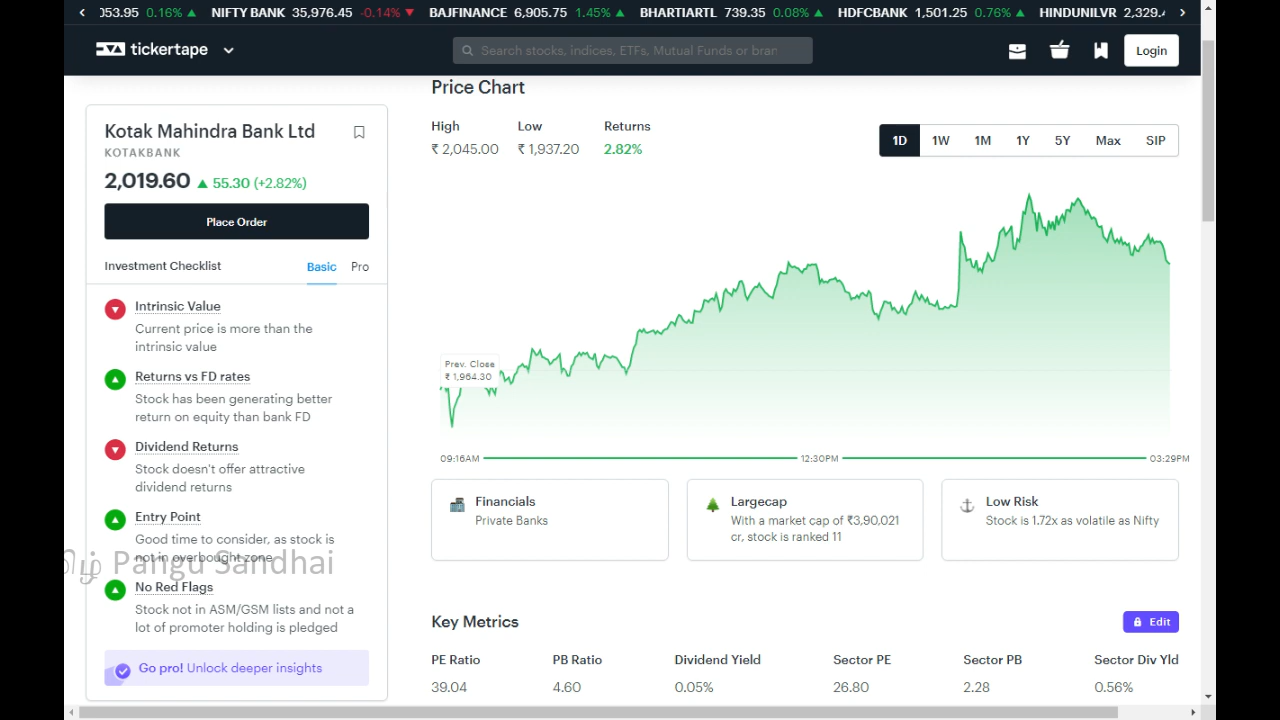 053.95 0.16% ▲ NIFTY BANK 35,976.45 -0.14% ▼ BAJFINANCE 6,905.75 1.45% ▲ BHARTIARTL 739.35 0.08% ▲ HDFCBANK 1,501.25 0.76% ▲ HINDUNILVR 2,329.4
tickertape
Search stocks, indices, ETFs, Mutual Funds or bran
Login
Kotak Mahindra Bank Ltd
KOTAKBANK
2,019.60 ▲ 55.30 (+2.82%)
Place Order
Investment Checklist Basic Pro
Intrinsic Value
Current price is more than the
intrinsic value
Returns vs FD rates
Stock has been generating better
return on equity than bank FD
Dividend Returns
Stock doesn't offer attractive
dividend returns
Entry Point
Good time to consider, as stock is
not in overbought zone
Pangu Sandhai
No Red Flags
Stock not in ASM/GSM lists and not a
lot of promoter holding is pledged
Go pro! Unlock deeper insights
Price Chart
High Low Returns
₹ 2,045.00 ₹ 1,937.20 2.82%
1D 1W 1M 1Y 5Y Max SIP
Prev. Close
₹ 1,964.30
09:16AM 12:30PM 03:29PM
Financials
Private Banks
Largecap
With a market cap of ₹3,90,021
cr, stock is ranked 11
Low Risk
Stock is 1.72x as volatile as Nifty
Key Metrics
Edit
PE Ratio PB Ratio Dividend Yield Sector PE Sector PB Sector Div Yld
39.04 4.60 0.05% 26.80 2.28 0.56%